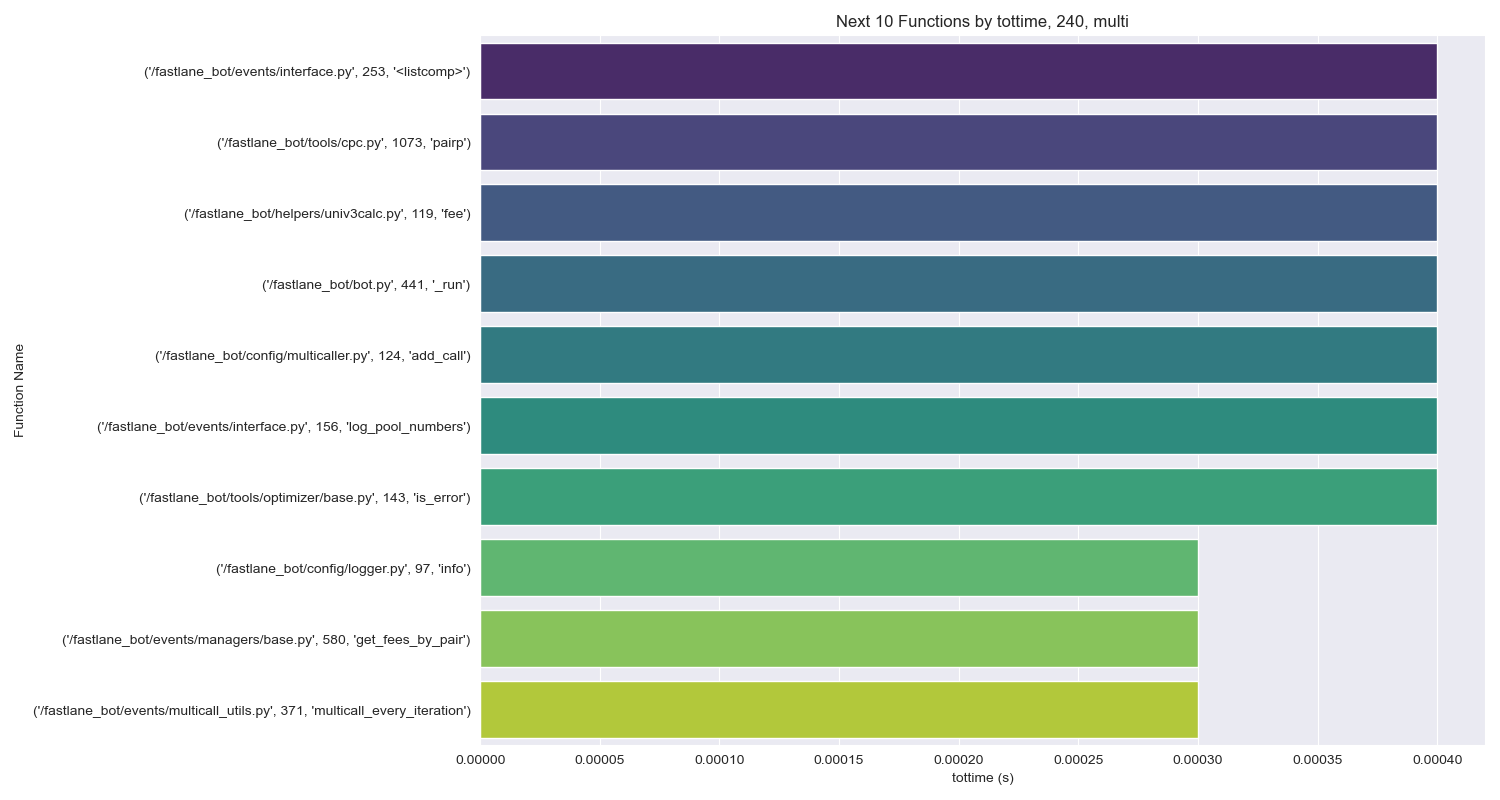 Next 10 Functions by tottime, 240, multi
('/fastlane_bot/events/interface.py', 253, '<listcomp>')
('/fastlane_bot/tools/cpc.py', 1073, 'pairp')
('/fastlane_bot/helpers/univ3calc.py', 119, 'fee')
('/fastlane_bot/bot.py', 441, '_run')
('/fastlane_bot/config/multicaller.py', 124, 'add_call')
('/fastlane_bot/events/interface.py', 156, 'log_pool_numbers')
('/fastlane_bot/tools/optimizer/base.py', 143, 'is_error')
('/fastlane_bot/config/logger.py', 97, 'info')
('/fastlane_bot/events/managers/base.py', 580, 'get_fees_by_pair')
('/fastlane_bot/events/multicall_utils.py', 371, 'multicall_every_iteration')
Function Name
0.00000 0.00005 0.00010 0.00015 0.00020 0.00025 0.00030 0.00035 0.00040
tottime (s)